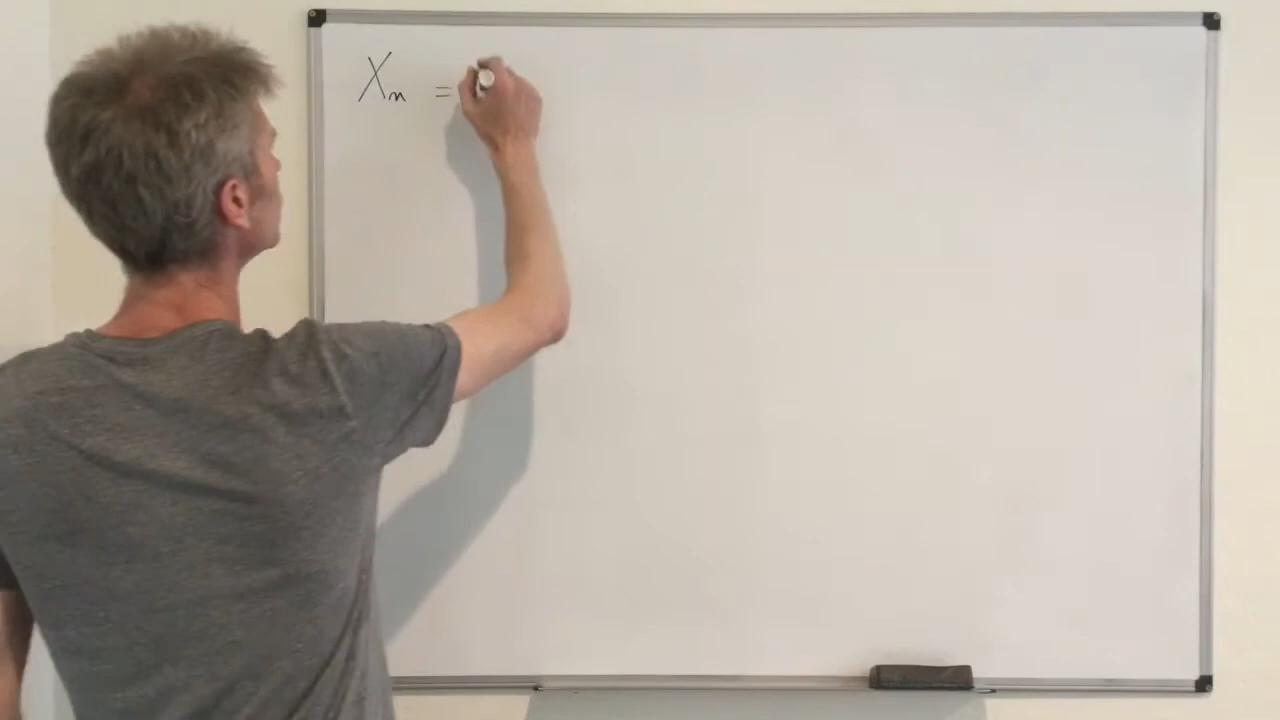 Xn =